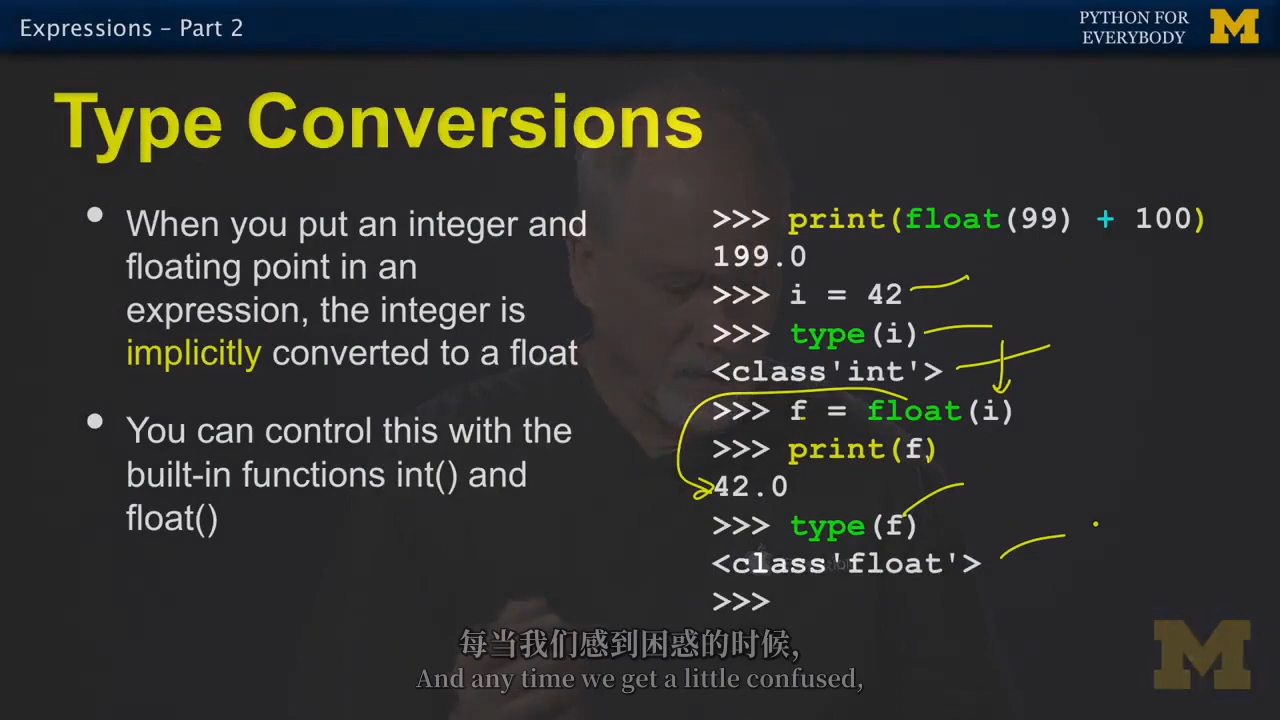 Expressions – Part 2
PYTHON FOR
EVERYBODY
M
Type Conversions
• When you put an integer and
floating point in an
expression, the integer is
implicitly converted to a float
• You can control this with the
built-in functions int() and
float()
>>> print(float(99) + 100)
199.0
>>> i = 42
>>> type(i)
<class'int'>
>>> f = float(i)
>>> print(f)
42.0
>>> type(f)
<class'float'>
>>>
每当我们感到困惑的时候,
And any time we get a little confused,
M